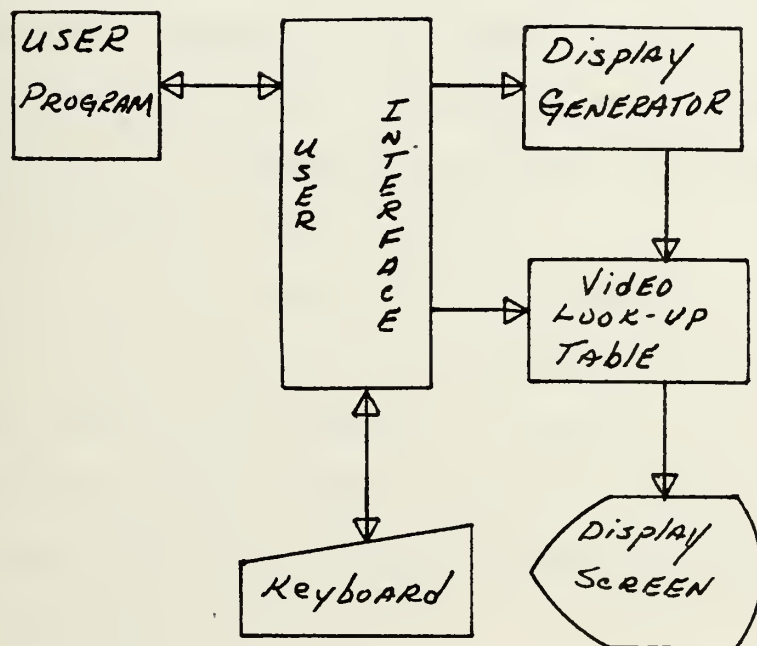 USER
PROGRAM
USER
INTERFACE
Display
GENERATOR
VidEO
LOOK-UP
TAblE
Keyboard
Display
SCREEN